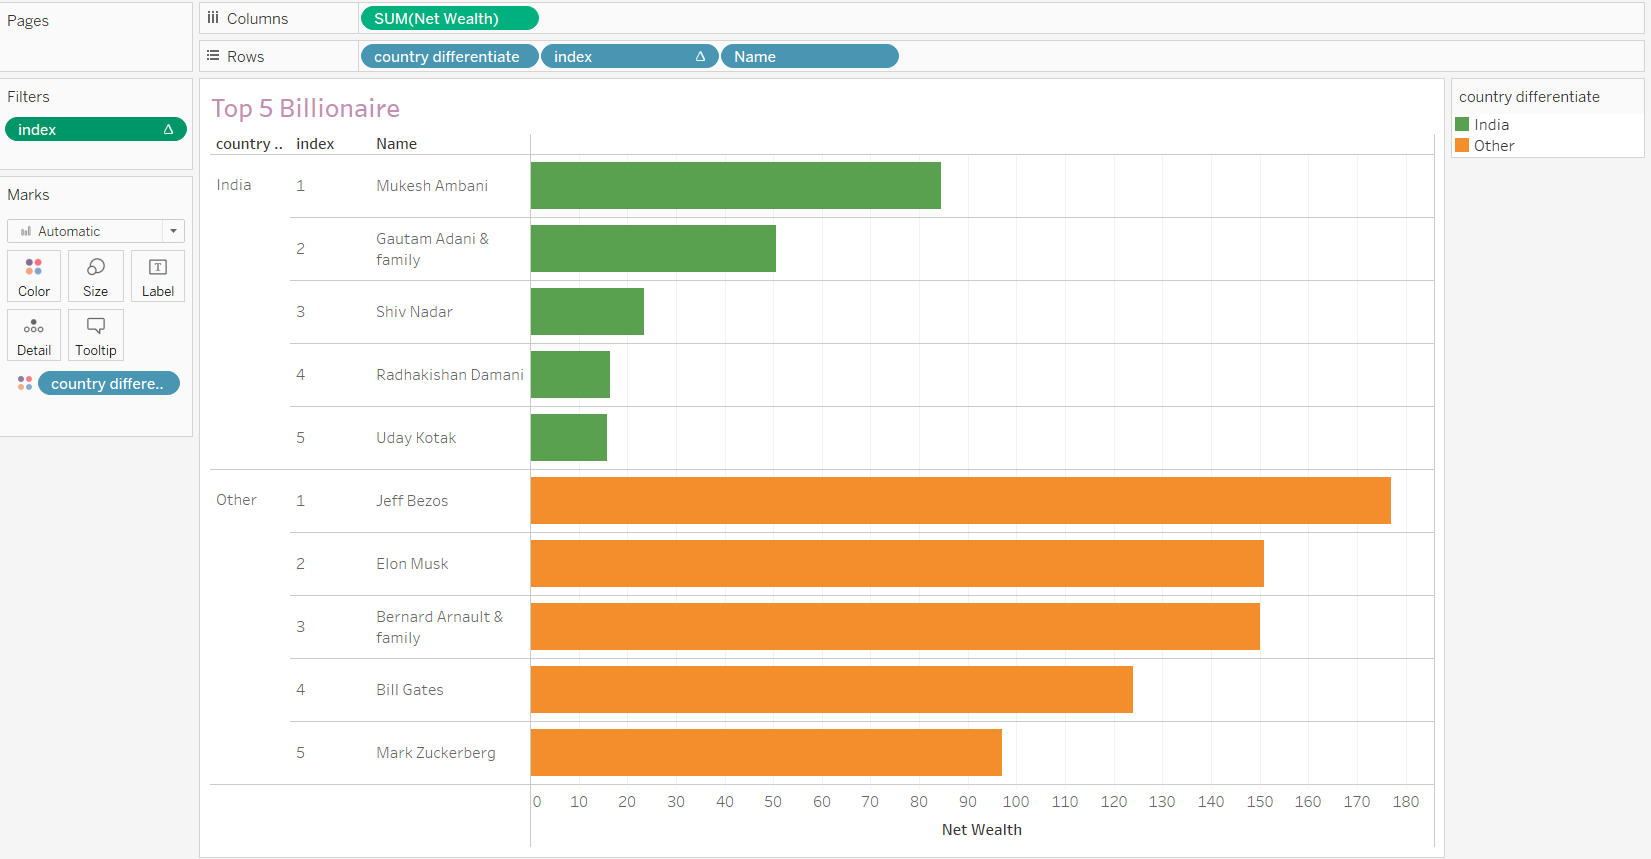 Pages
Columns
SUM(Net Wealth)
Rows
country differentiate
index Δ
Name
Filters
index Δ
Marks
Automatic
Color
Size
Label
Detail
Tooltip
country differe..
Top 5 Billionaire
country .. index Name
India 1 Mukesh Ambani
2 Gautam Adani &
family
3 Shiv Nadar
4 Radhakishan Damani
5 Uday Kotak
Other 1 Jeff Bezos
2 Elon Musk
3 Bernard Arnault &
family
4 Bill Gates
5 Mark Zuckerberg
0 10 20 30 40 50 60 70 80 90 100 110 120 130 140 150 160 170 180
Net Wealth
country differentiate
India
Other